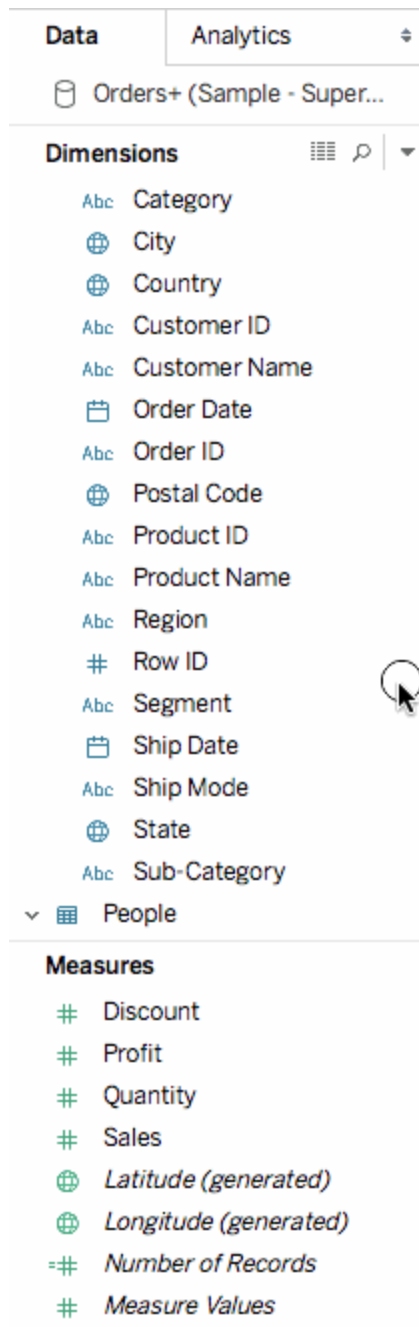 Data Analytics
Orders+ (Sample - Super...
Dimensions
Abc Category
City
Country
Abc Customer ID
Abc Customer Name
Order Date
Abc Order ID
Postal Code
Abc Product ID
Abc Product Name
Abc Region
# Row ID
Abc Segment
Ship Date
Abc Ship Mode
State
Abc Sub-Category
People
Measures
# Discount
# Profit
# Quantity
# Sales
Latitude (generated)
Longitude (generated)
=# Number of Records
# Measure Values